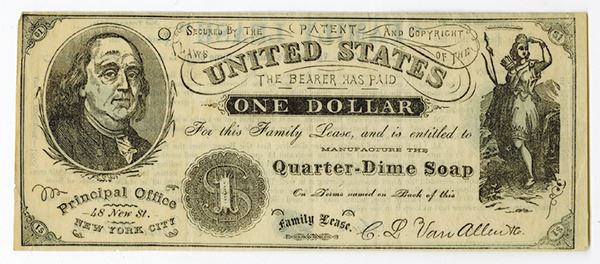 Secured By The PATENT And Copyright
Laws OF THE
UNITED STATES
THE BEARER HAS PAID
ONE DOLLAR
For this Family Lease, and is entitled to
MANUFACTURE THE
Quarter-Dime Soap
On Terms named on Back of this
1
Principal Office
48 New St.
NEW YORK CITY
Family Lease.